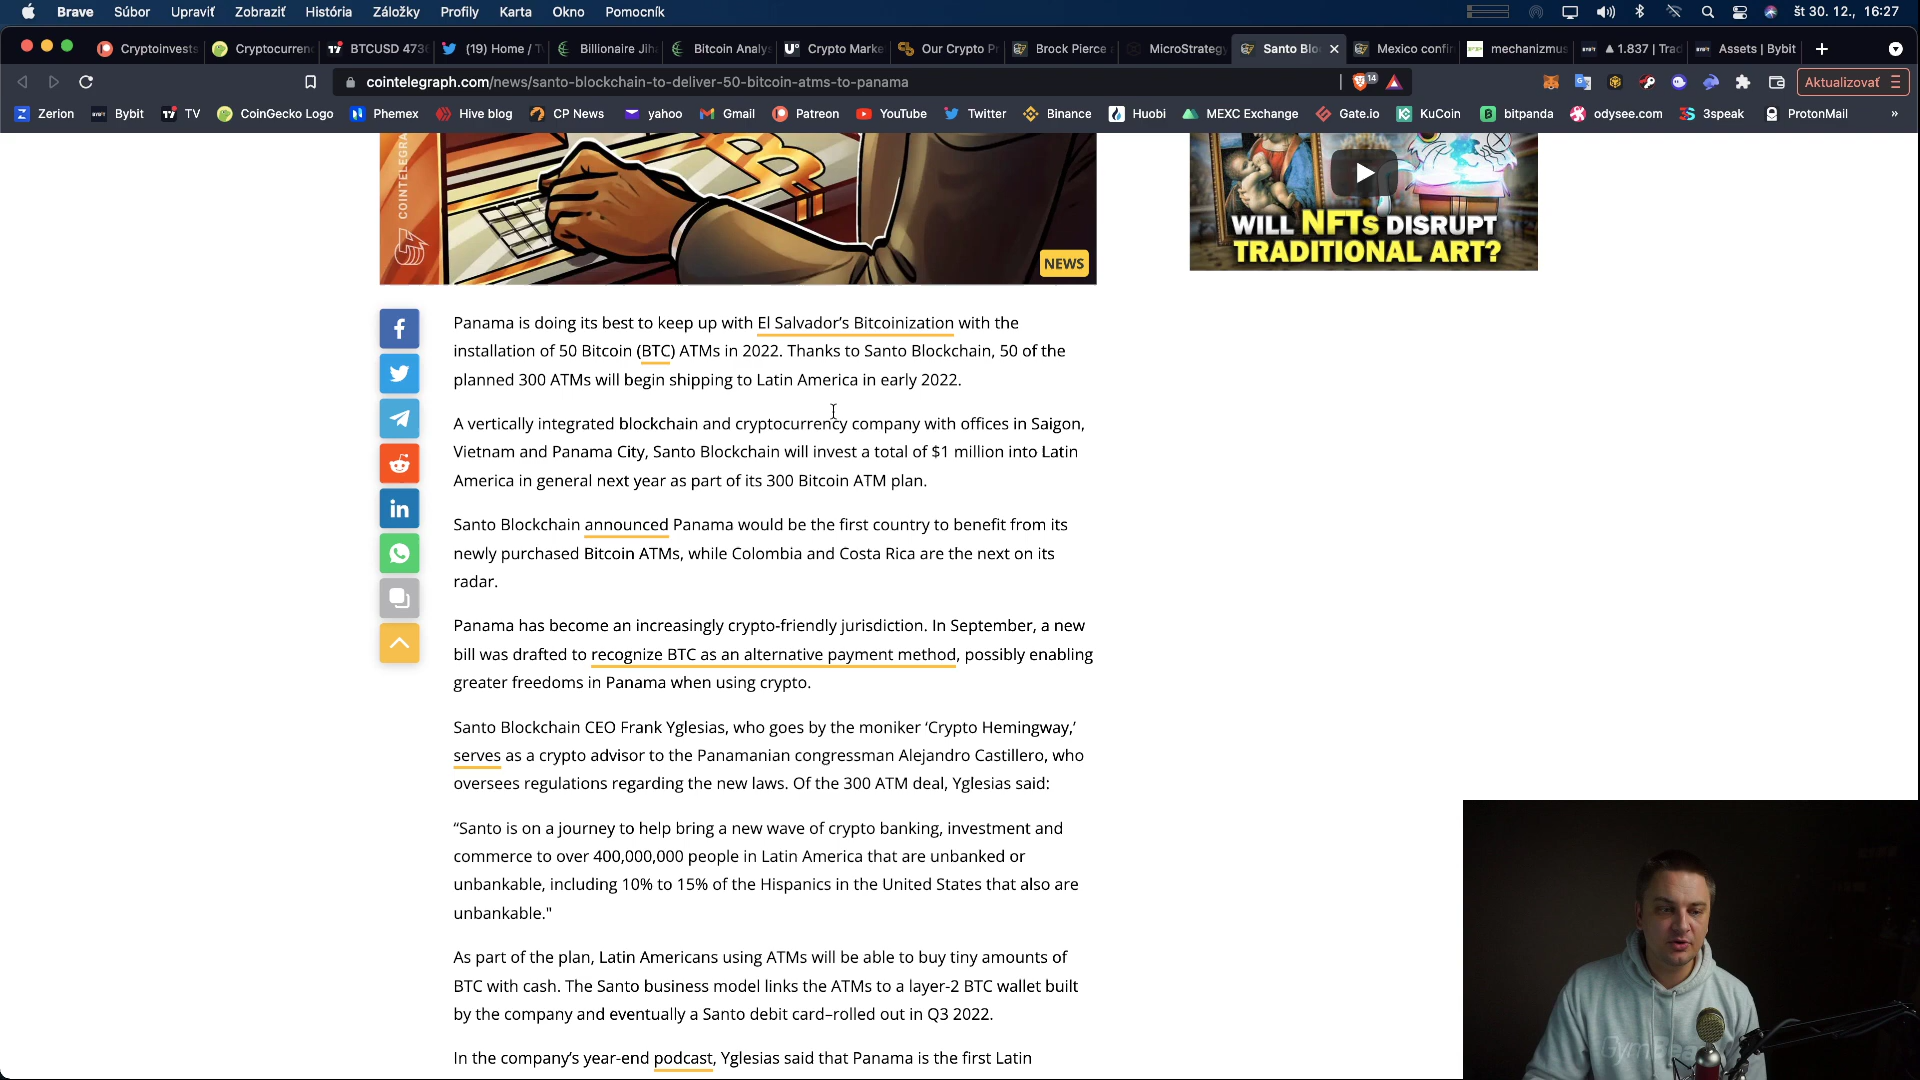 Brave Súbor Upraviť Zobraziť História Záložky Profily Karta Okno Pomocník št 30. 12., 16:27
Cryptoinvests Cryptocurren BTCUSD 473 (19) Home / T Billionaire Jih Bitcoin Analys Crypto Marke Our Crypto Pr Brock Pierce a MicroStrateg Santo Blo Mexico confir mechanizmus ▲1.837 | Trad Assets | Bybit
cointelegraph.com/news/santo-blockchain-to-deliver-50-bitcoin-atms-to-panama 14 Aktualizovať
Zerion Bybit TV CoinGecko Logo Phemex Hive blog CP News yahoo Gmail Patreon YouTube Twitter Binance Huobi MEXC Exchange Gate.io KuCoin bitpanda odysee.com 3speak ProtonMail »
COINTELEGRA
NEWS
WILL NFTs DISRUPT
TRADITIONAL ART?
Panama is doing its best to keep up with El Salvador’s Bitcoinization with the
installation of 50 Bitcoin (BTC) ATMs in 2022. Thanks to Santo Blockchain, 50 of the
planned 300 ATMs will begin shipping to Latin America in early 2022.
A vertically integrated blockchain and cryptocurrency company with offices in Saigon,
Vietnam and Panama City, Santo Blockchain will invest a total of $1 million into Latin
America in general next year as part of its 300 Bitcoin ATM plan.
Santo Blockchain announced Panama would be the first country to benefit from its
newly purchased Bitcoin ATMs, while Colombia and Costa Rica are the next on its
radar.
Panama has become an increasingly crypto-friendly jurisdiction. In September, a new
bill was drafted to recognize BTC as an alternative payment method, possibly enabling
greater freedoms in Panama when using crypto.
Santo Blockchain CEO Frank Yglesias, who goes by the moniker ‘Crypto Hemingway,’
serves as a crypto advisor to the Panamanian congressman Alejandro Castillero, who
oversees regulations regarding the new laws. Of the 300 ATM deal, Yglesias said:
“Santo is on a journey to help bring a new wave of crypto banking, investment and
commerce to over 400,000,000 people in Latin America that are unbanked or
unbankable, including 10% to 15% of the Hispanics in the United States that also are
unbankable."
As part of the plan, Latin Americans using ATMs will be able to buy tiny amounts of
BTC with cash. The Santo business model links the ATMs to a layer-2 BTC wallet built
by the company and eventually a Santo debit card–rolled out in Q3 2022.
In the company’s year-end podcast, Yglesias said that Panama is the first Latin